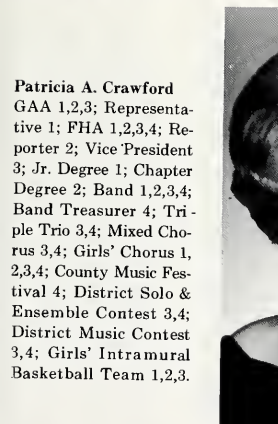 Patricia A. Crawford
GAA 1,2,3; Representa-
tive 1; FHA 1,2,3,4; Re-
porter 2; Vice President
3; Jr. Degree 1; Chapter
Degree 2; Band 1,2,3,4;
Band Treasurer 4; Tri -
ple Trio 3,4; Mixed Cho-
rus 3,4; Girls' Chorus 1,
2,3,4; County Music Fes-
tival 4; District Solo &
Ensemble Contest 3,4;
District Music Contest
3,4; Girls' Intramural
Basketball Team 1,2,3.